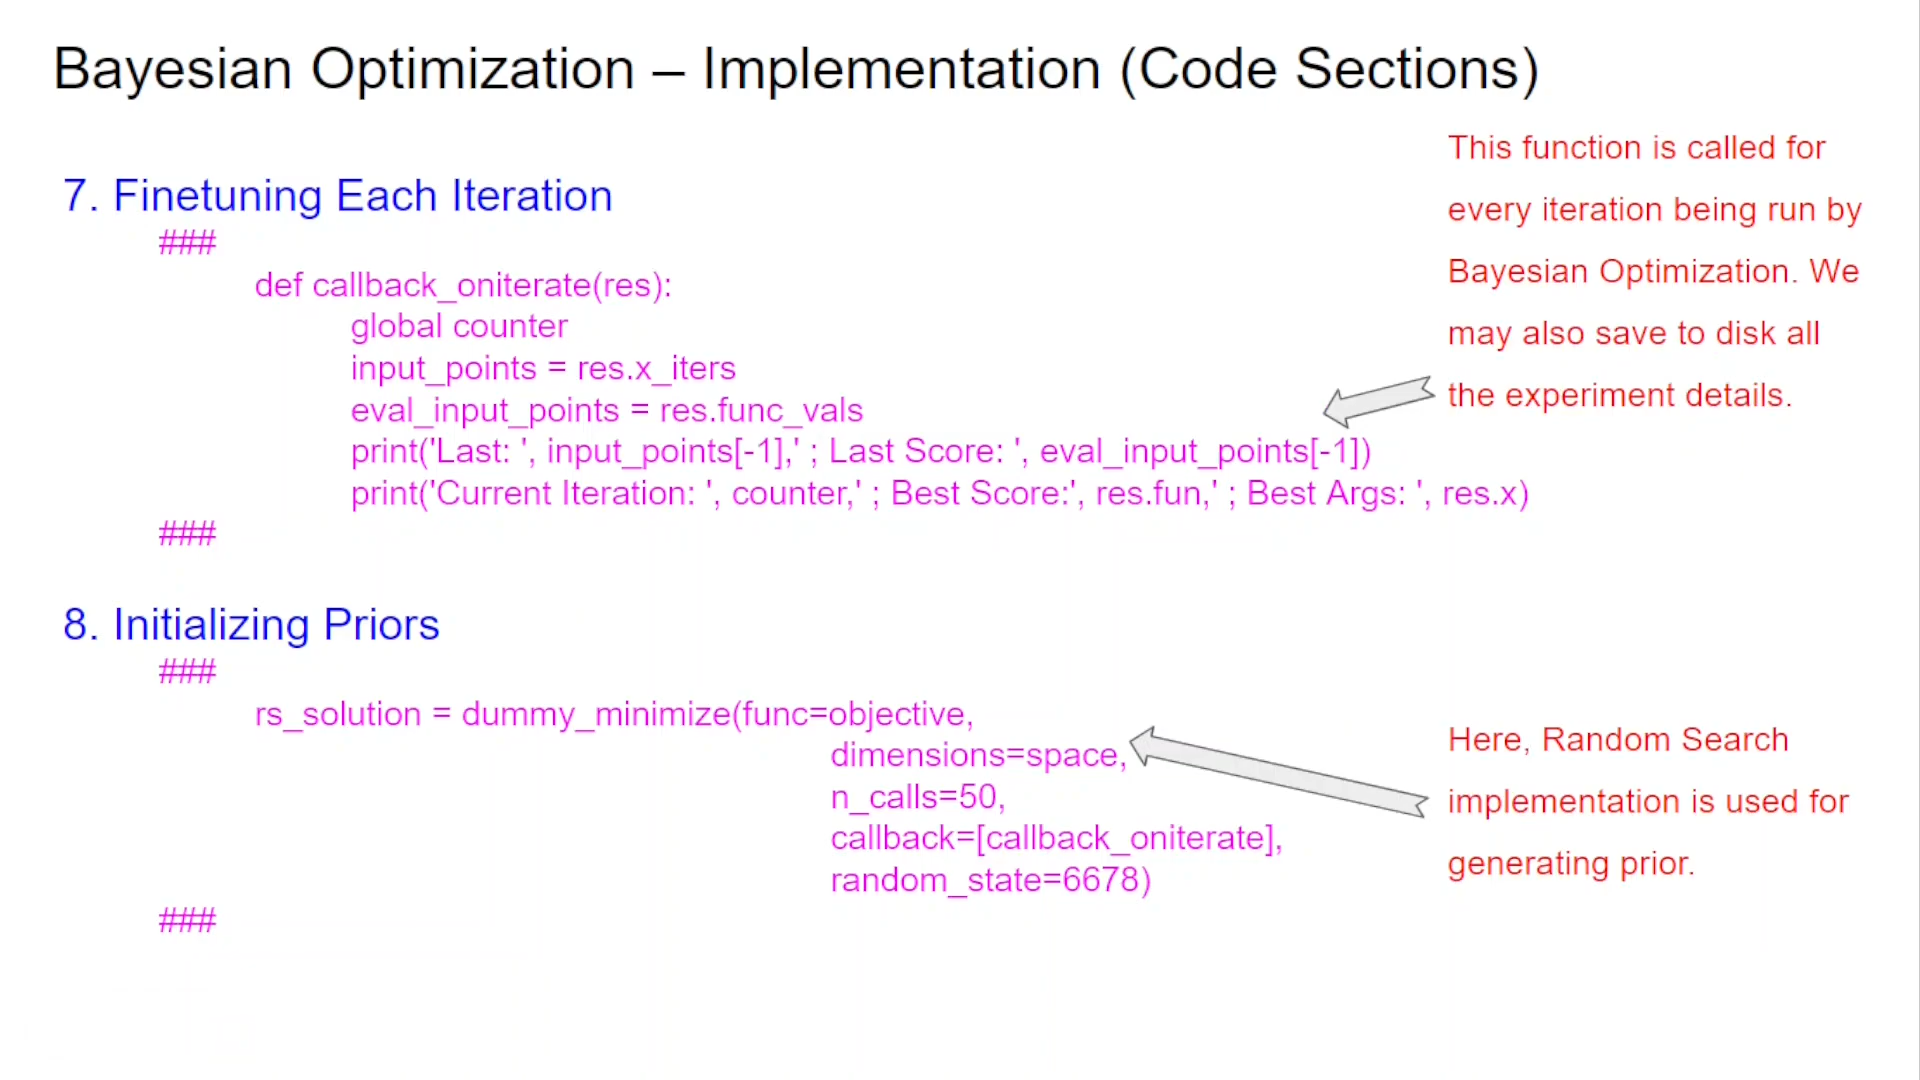 Bayesian Optimization – Implementation (Code Sections)
7. Finetuning Each Iteration
###
def callback_oniterate(res):
global counter
input_points = res.x_iters
eval_input_points = res.func_vals
print('Last: ', input_points[-1],' ; Last Score: ', eval_input_points[-1])
print('Current Iteration: ', counter,' ; Best Score:', res.fun,' ; Best Args: ', res.x)
###
This function is called for
every iteration being run by
Bayesian Optimization. We
may also save to disk all
the experiment details.
8. Initializing Priors
###
rs_solution = dummy_minimize(func=objective,
dimensions=space,
n_calls=50,
callback=[callback_oniterate],
random_state=6678)
###
Here, Random Search
implementation is used for
generating prior.